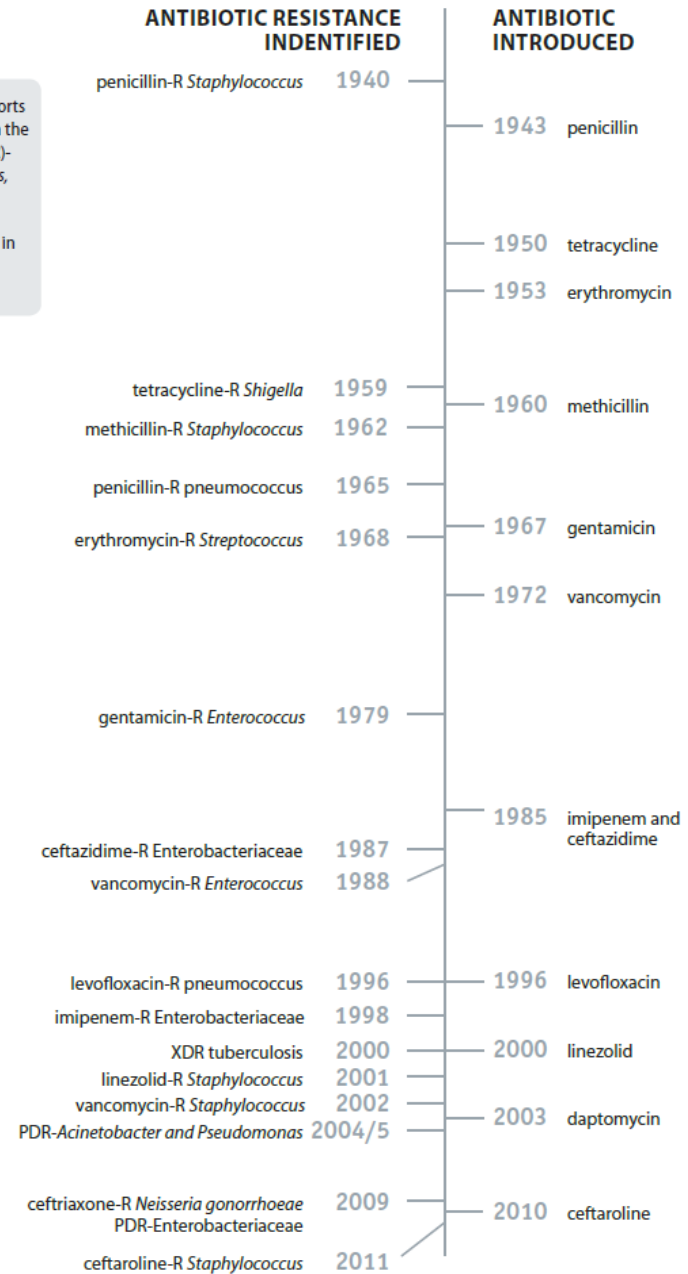 ANTIBIOTIC RESISTANCE
INDENTIFIED
ANTIBIOTIC
INTRODUCED
penicillin-R Staphylococcus 1940
1943 penicillin
the
s,
in
1950 tetracycline
1953 erythromycin
tetracycline-R Shigella 1959
1960 methicillin
methicillin-R Staphylococcus 1962
penicillin-R pneumococcus 1965
1967 gentamicin
erythromycin-R Streptococcus 1968
1972 vancomycin
gentamicin-R Enterococcus 1979
1985 imipenem and
ceftazidime
ceftazidime-R Enterobacteriaceae 1987
vancomycin-R Enterococcus 1988
levofloxacin-R pneumococcus 1996
1996 levofloxacin
imipenem-R Enterobacteriaceae 1998
XDR tuberculosis 2000
2000 linezolid
linezolid-R Staphylococcus 2001
vancomycin-R Staphylococcus 2002
2003 daptomycin
PDR-Acinetobacter and Pseudomonas 2004/5
ceftriaxone-R Neisseria gonorrhoeae 2009
PDR-Enterobacteriaceae
2010 ceftaroline
ceftaroline-R Staphylococcus 2011